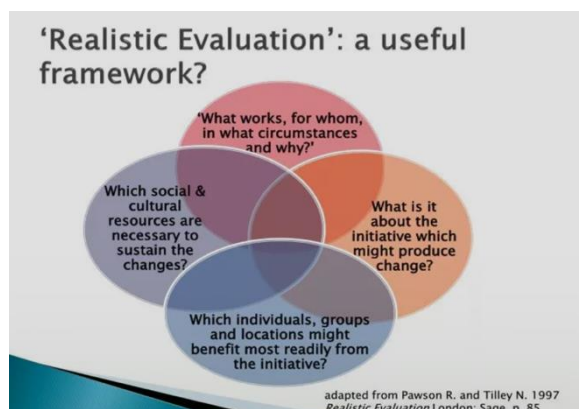 ‘Realistic Evaluation’: a useful
framework?
‘What works, for whom,
in what circumstances
and why?’
Which social &
cultural
resources are
necessary to
sustain the
changes?
What is it
about the
initiative which
might produce
change?
Which individuals, groups
and locations might
benefit most readily from
the initiative?
adapted from Pawson R. and Tilley N. 1997
Realistic Evaluation London: Sage, p. 85